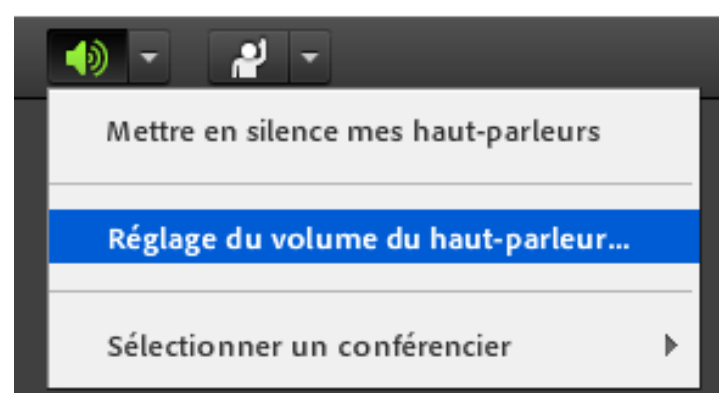 Mettre en silence mes haut-parleurs
Réglage du volume du haut-parleur...
Sélectionner un conférencier